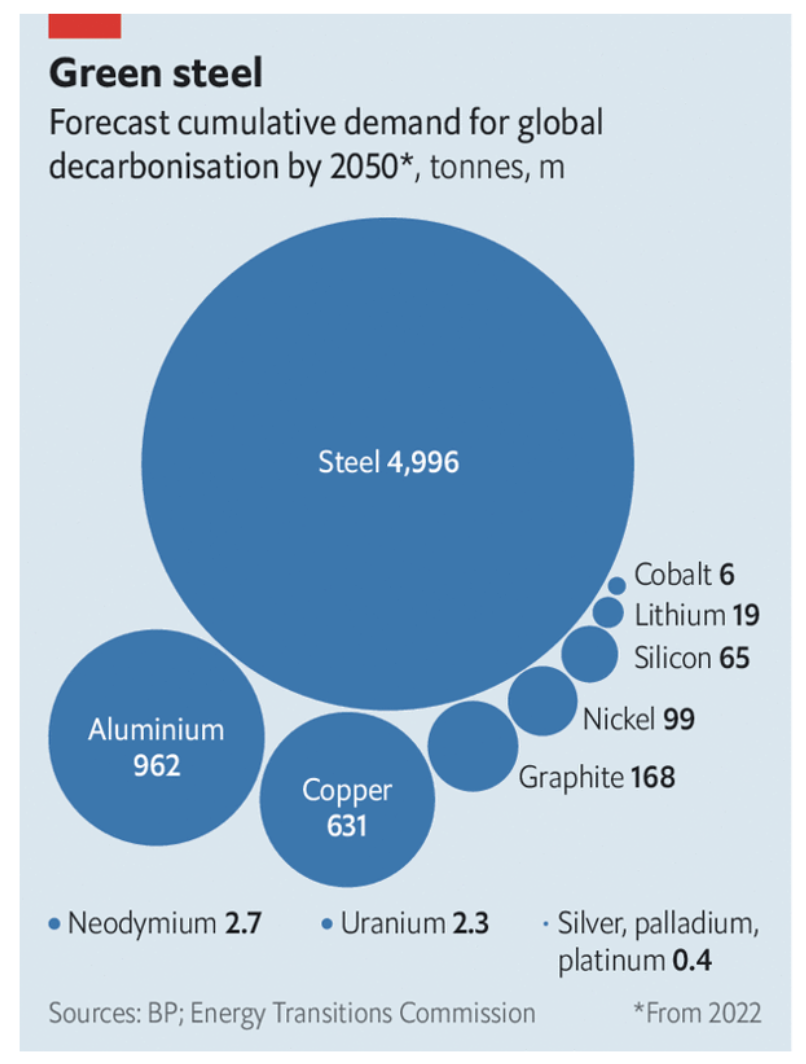 Green steel
Forecast cumulative demand for global
decarbonisation by 2050*, tonnes, m
Steel 4,996
Cobalt 6
Lithium 19
Silicon 65
Nickel 99
Graphite 168
Aluminium
962
Copper
631
Neodymium 2.7
Uranium 2.3
Silver, palladium,
platinum 0.4
Sources: BP; Energy Transitions Commission
*From 2022